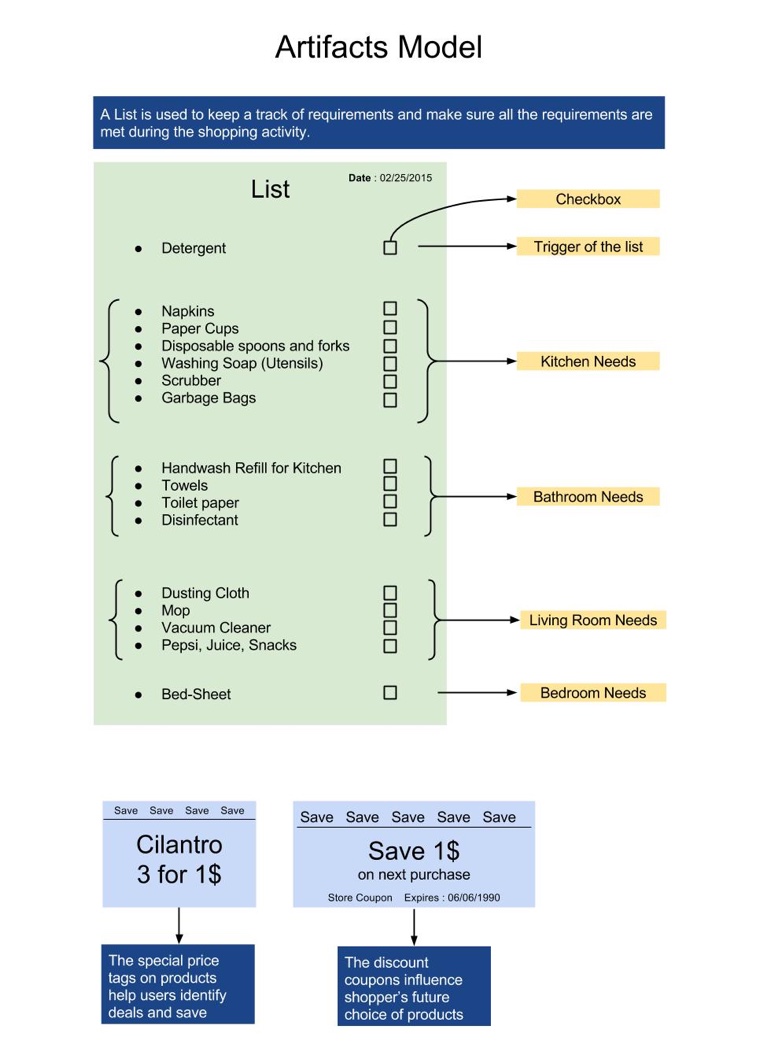 Artifacts Model
A List is used to keep a track of requirements and make sure all the requirements are
met during the shopping activity.
Date : 02/25/2015
List
Checkbox
Detergent
Trigger of the list
Napkins
Paper Cups
Disposable spoons and forks
Washing Soap (Utensils)
Scrubber
Garbage Bags
Kitchen Needs
Handwash Refill for Kitchen
Towels
Toilet paper
Disinfectant
Bathroom Needs
Dusting Cloth
Mop
Vacuum Cleaner
Pepsi, Juice, Snacks
Living Room Needs
Bed-Sheet
Bedroom Needs
Save Save Save Save
Cilantro
3 for 1$
Save Save Save Save Save
Save 1$
on next purchase
Store Coupon Expires : 06/06/1990
The special price
tags on products
help users identify
deals and save
The discount
coupons influence
shopper's future
choice of products